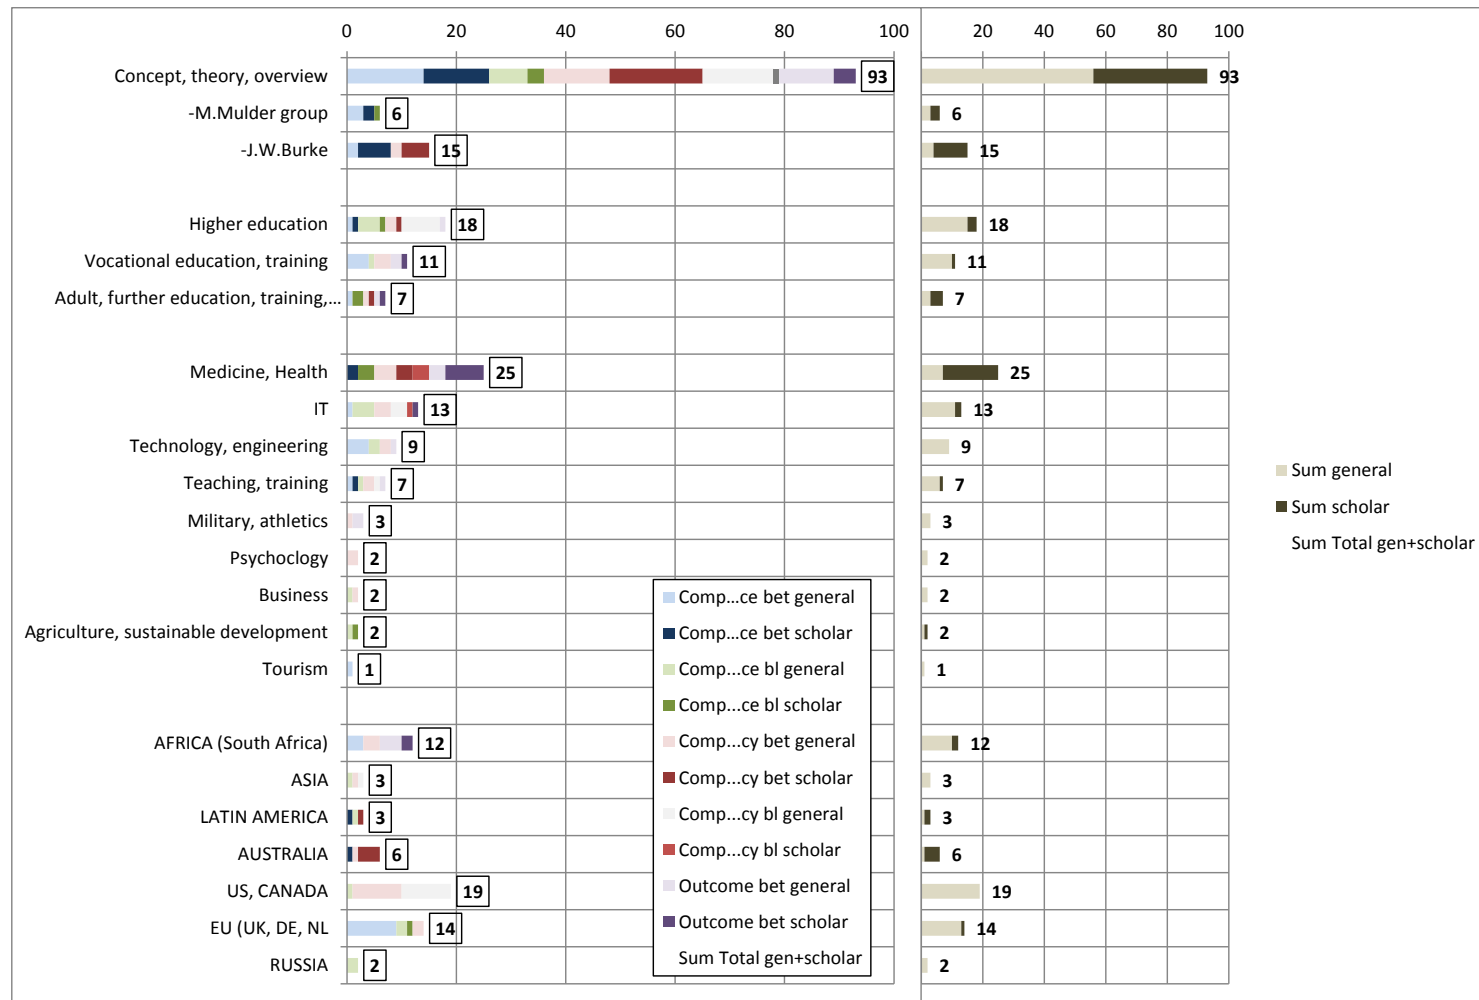 0 20 40 60 80 100
0 20 40 60 80 100
Concept, theory, overview 93 93
-M.Mulder group 6 6
-J.W.Burke 15 15
Higher education 18 18
Vocational education, training 11 11
Adult, further education, training,... 7 7
Medicine, Health 25 25
IT 13 13
Technology, engineering 9 9
Teaching, training 7 7
Military, athletics 3 3
Psychoclogy 2 2
Business 2 2
Agriculture, sustainable development 2 2
Tourism 1 1
AFRICA (South Africa) 12 12
ASIA 3 3
LATIN AMERICA 3 3
AUSTRALIA 6 6
US, CANADA 19 19
EU (UK, DE, NL 14 14
RUSSIA 2 2
Comp...ce bet general
Comp...ce bet scholar
Comp...ce bl general
Comp...ce bl scholar
Comp...cy bet general
Comp...cy bet scholar
Comp...cy bl general
Comp...cy bl scholar
Outcome bet general
Outcome bet scholar
Sum Total gen+scholar
Sum general
Sum scholar
Sum Total gen+scholar